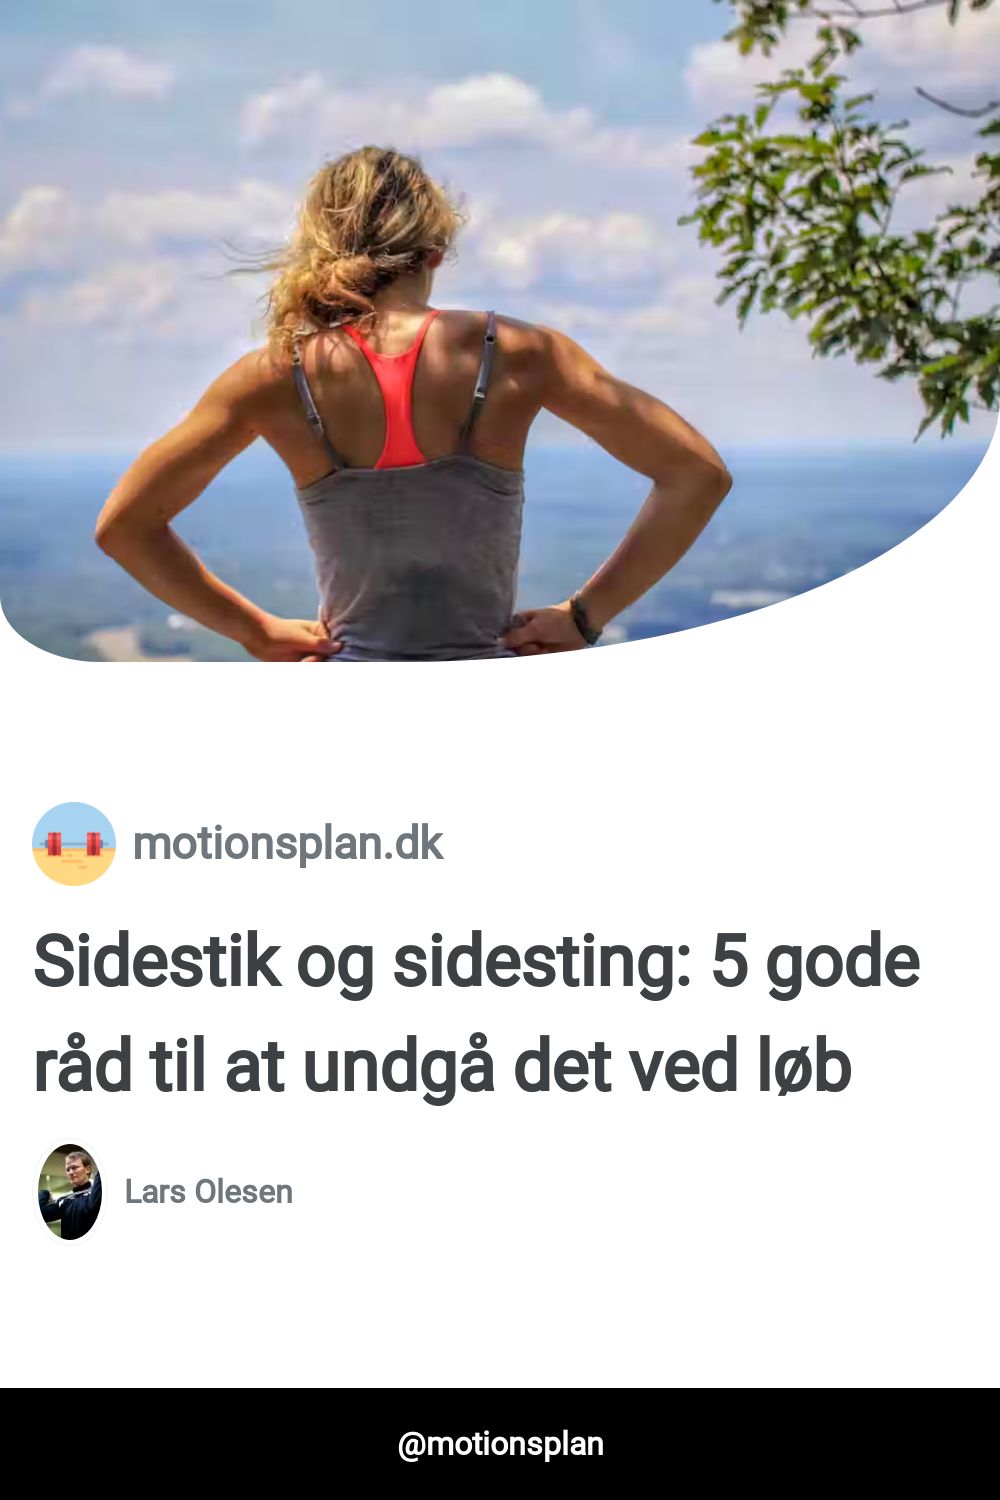 motionsplan.dk
Sidestik og sidesting: 5 gode
råd til at undgå det ved løb
Lars Olesen
@motionsplan